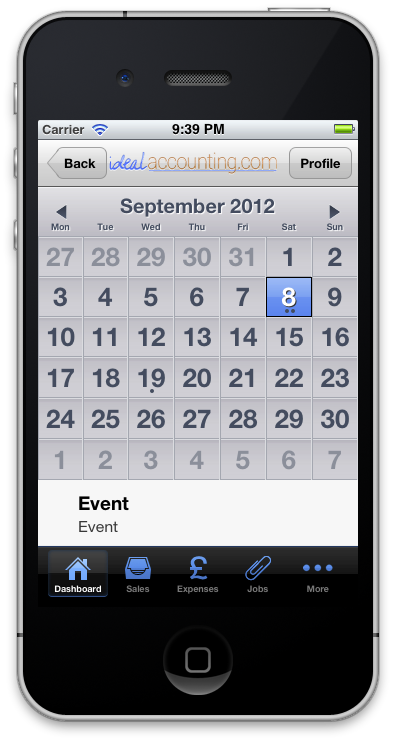 Carrier 9:39 PM
Back idealaccounting.com Profile
September 2012
Mon Tue Wed Thu Fri Sat Sun
27 28 29 30 31 1 2
3 4 5 6 7 8 9
10 11 12 13 14 15 16
17 18 19 20 21 22 23
24 25 26 27 28 29 30
1 2 3 4 5 6 7
Event
Event
£
Dashboard Sales Expenses Jobs More